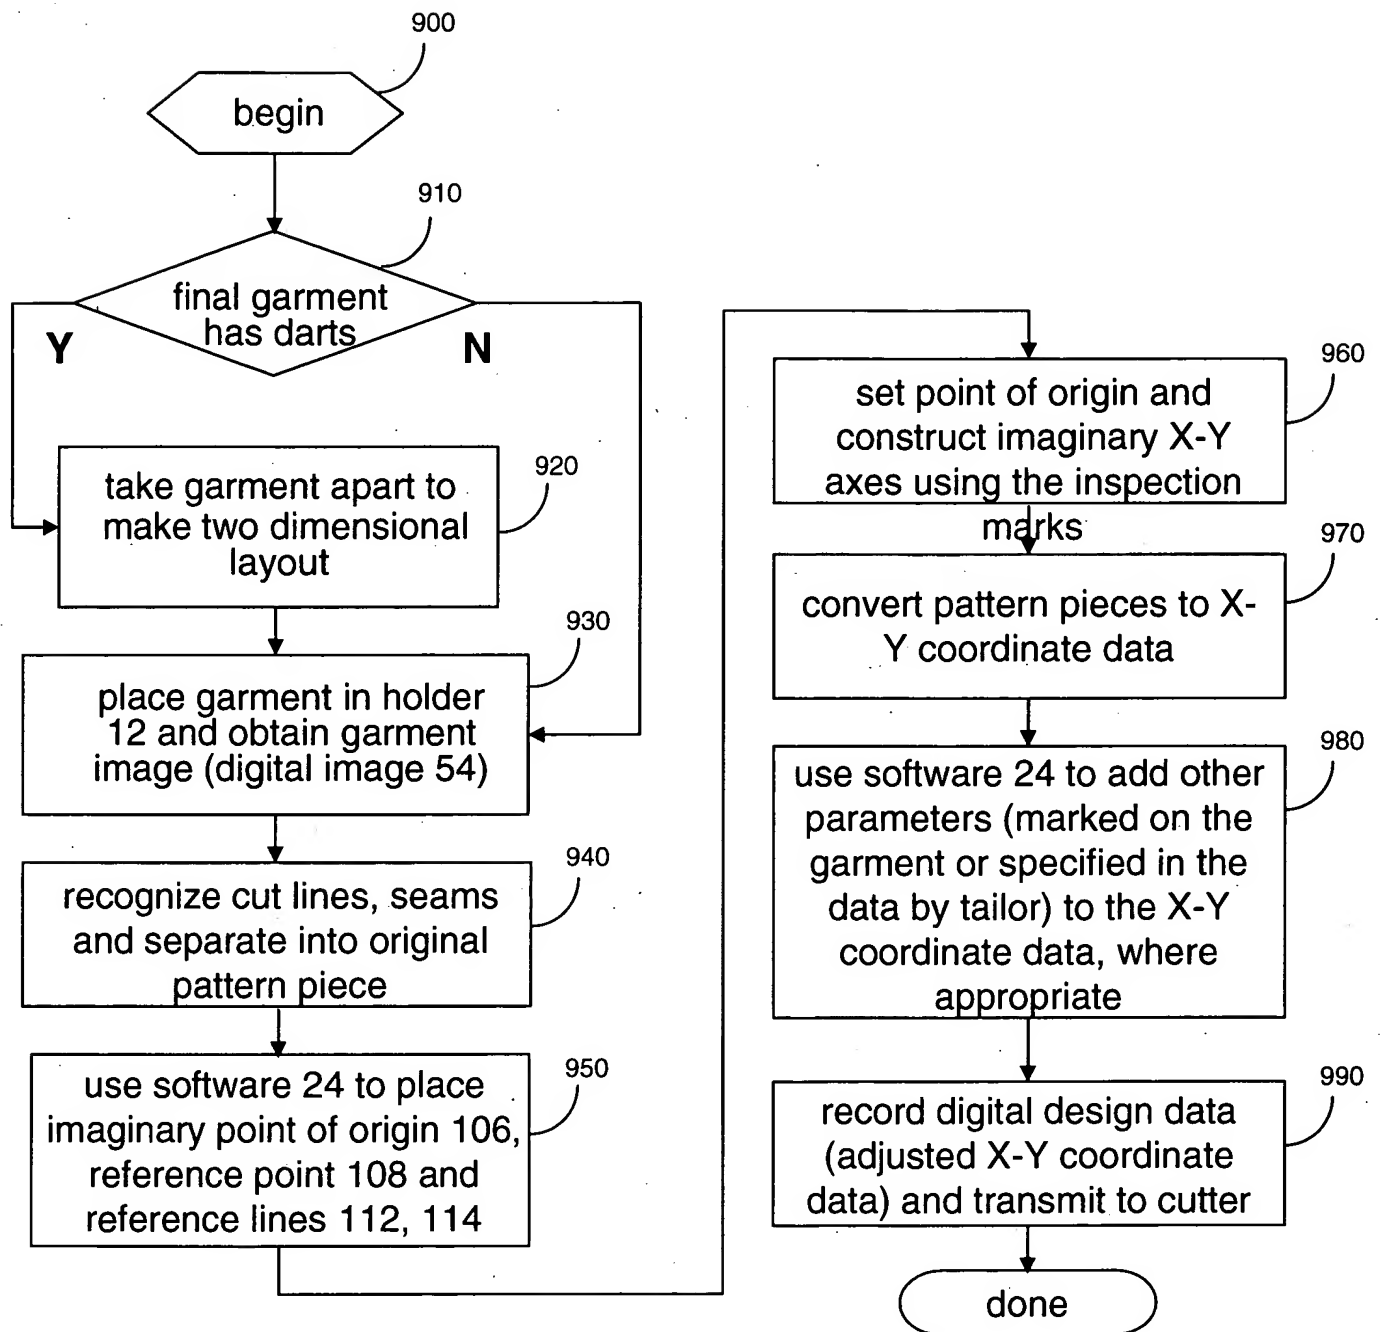 900
begin
910
final garment
has darts
Y
N
take garment apart to
make two dimensional
layout
920
930
place garment in holder
12 and obtain garment
image (digital image 54)
940
recognize cut lines, seams
and separate into original
pattern piece
950
use software 24 to place
imaginary point of origin 106,
reference point 108 and
reference lines 112, 114
960
set point of origin and
construct imaginary X-Y
axes using the inspection
marks
970
convert pattern pieces to X-
Y coordinate data
980
use software 24 to add other
parameters (marked on the
garment or specified in the
data by tailor) to the X-Y
coordinate data, where
appropriate
990
record digital design data
(adjusted X-Y coordinate
data) and transmit to cutter
done